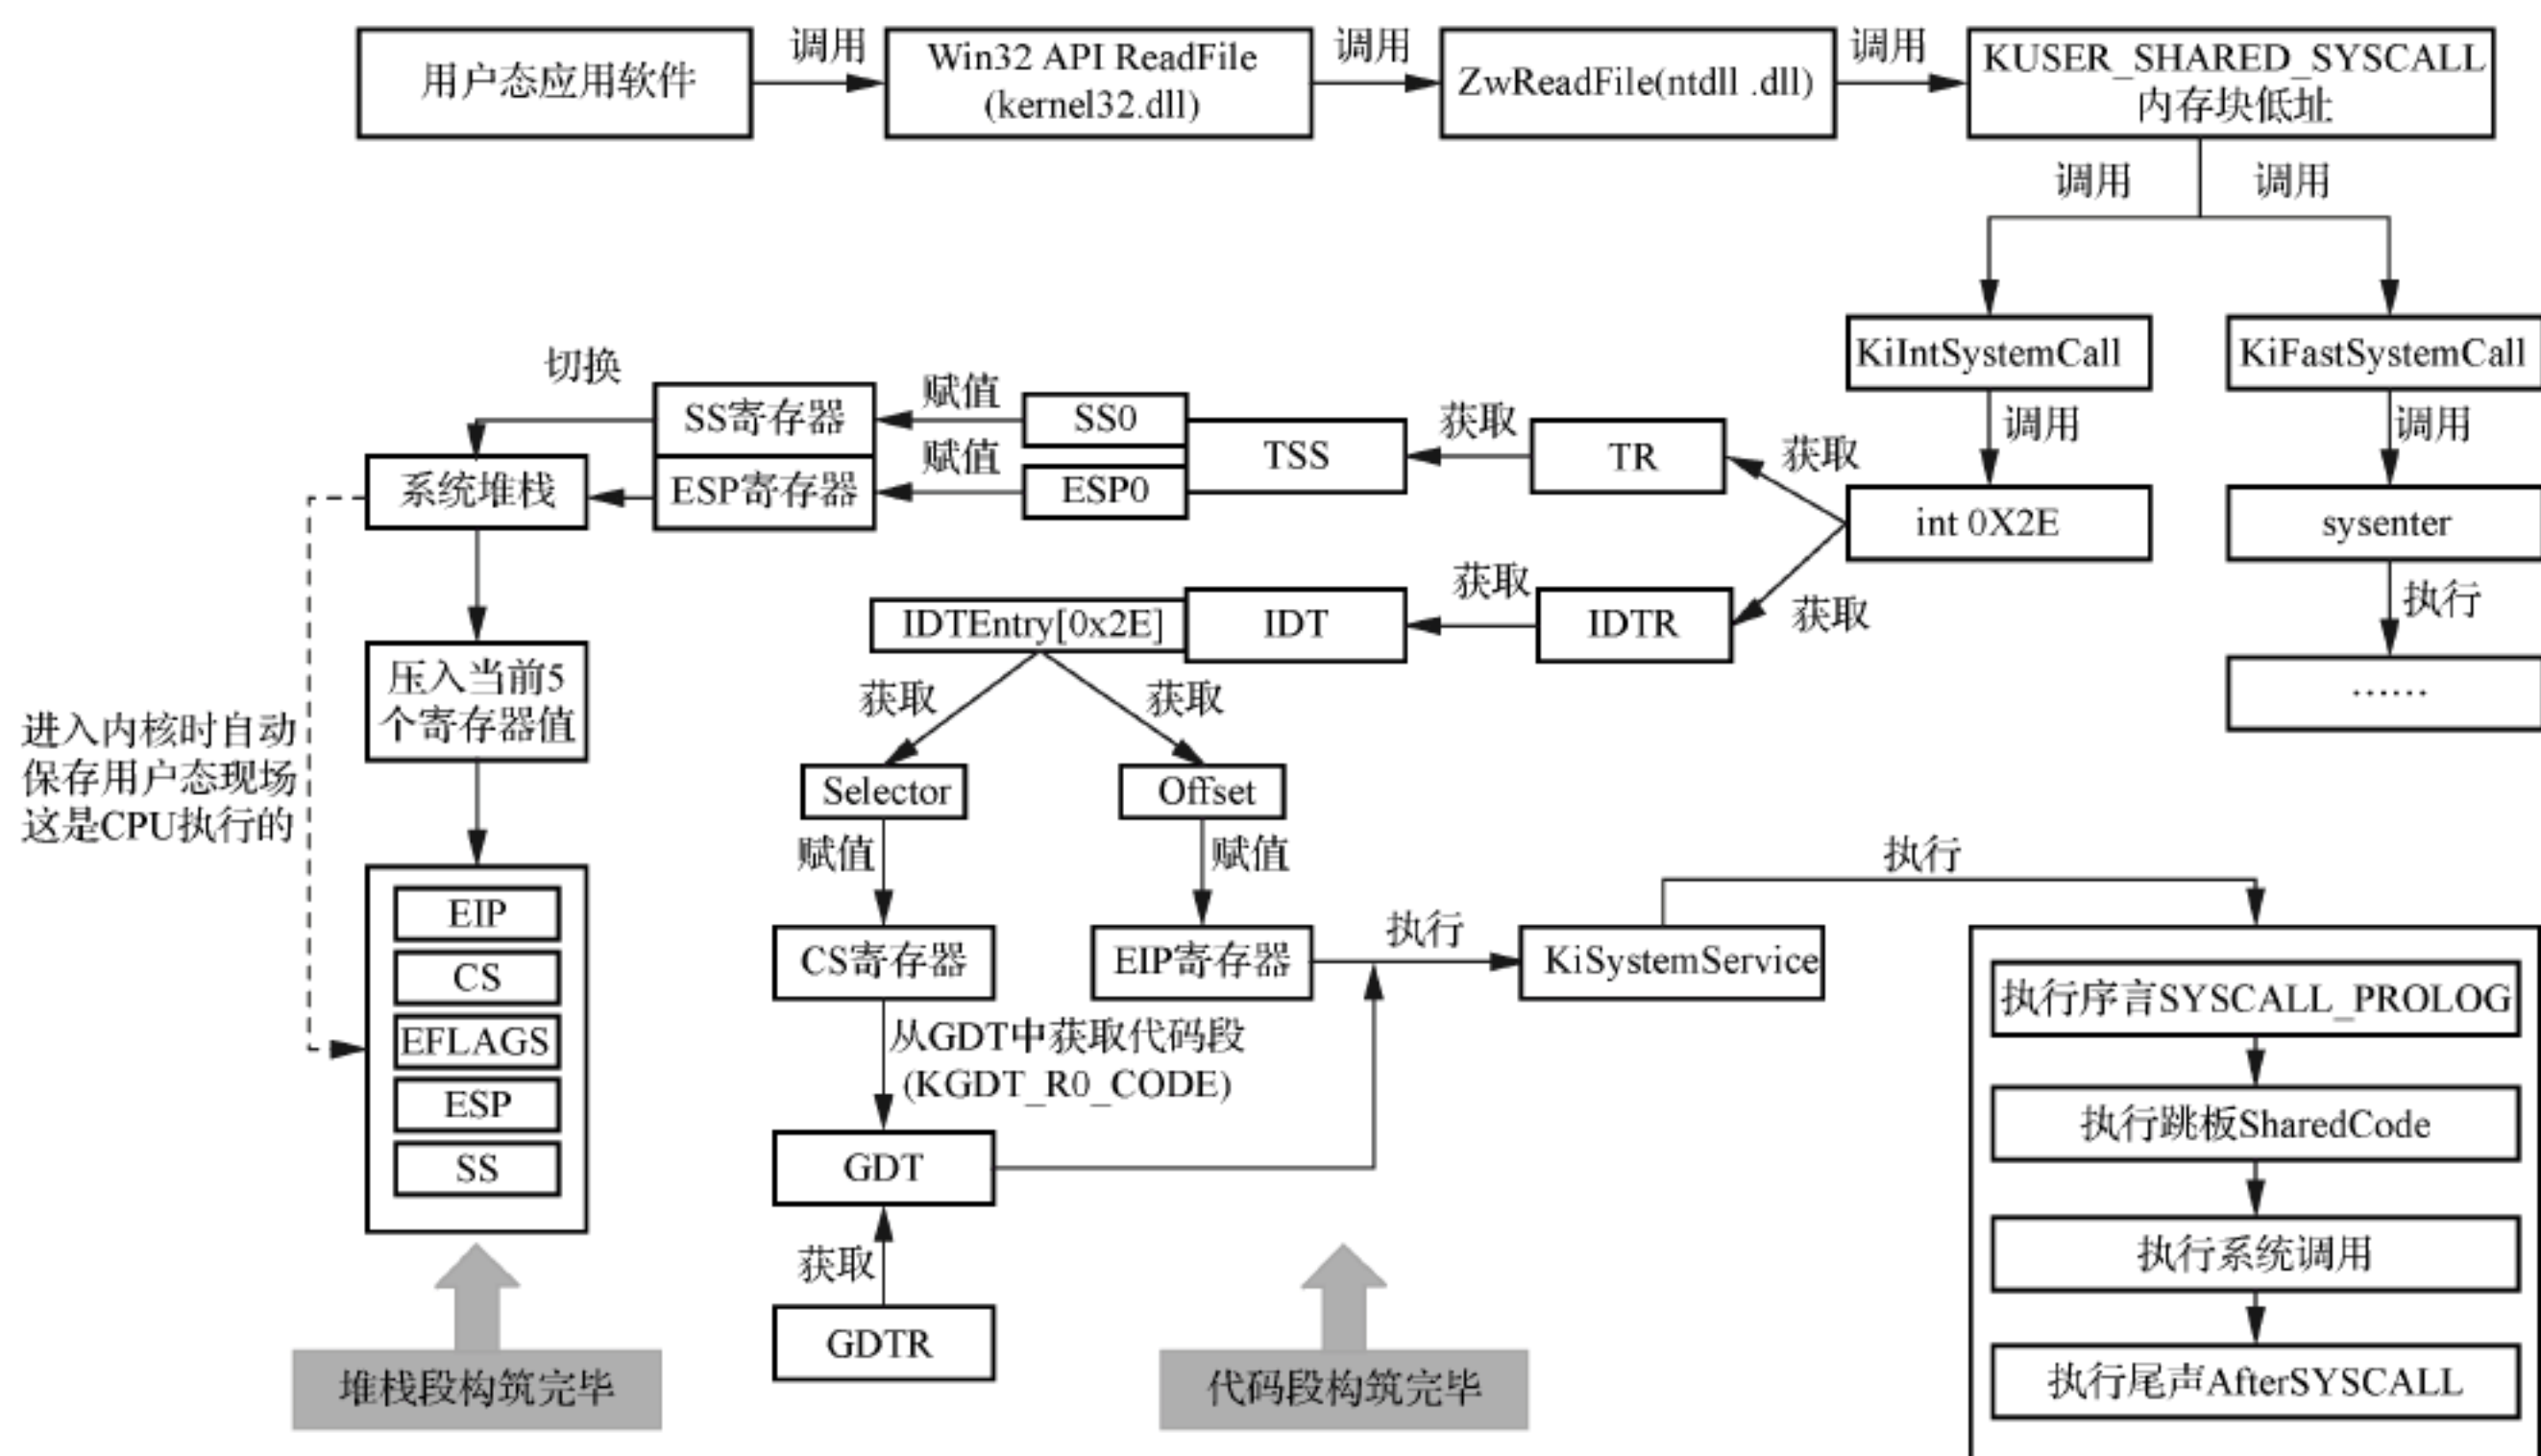 用户态应用软件
调用
Win32 API ReadFile
(kernel32.dll)
调用
ZwReadFile(ntdll .dll)
调用
KUSER_SHARED_SYSCALL
内存块低址
调用
调用
KiIntSystemCall
KiFastSystemCall
调用
调用
int 0X2E
sysenter
执行
……
获取
获取
TR
获取
TSS
SS0
ESP0
赋值
赋值
SS寄存器
ESP寄存器
切换
系统堆栈
压入当前5
个寄存器值
进入内核时自动
保存用户态现场
这是CPU执行的
EIP
CS
EFLAGS
ESP
SS
堆栈段构筑完毕
IDTR
获取
IDT
IDTEntry[0x2E]
获取
获取
Selector
Offset
赋值
赋值
CS寄存器
EIP寄存器
执行
KiSystemService
执行
从GDT中获取代码段
(KGDT_R0_CODE)
GDT
获取
GDTR
代码段构筑完毕
执行序言SYSCALL_PROLOG
执行跳板SharedCode
执行系统调用
执行尾声AfterSYSCALL